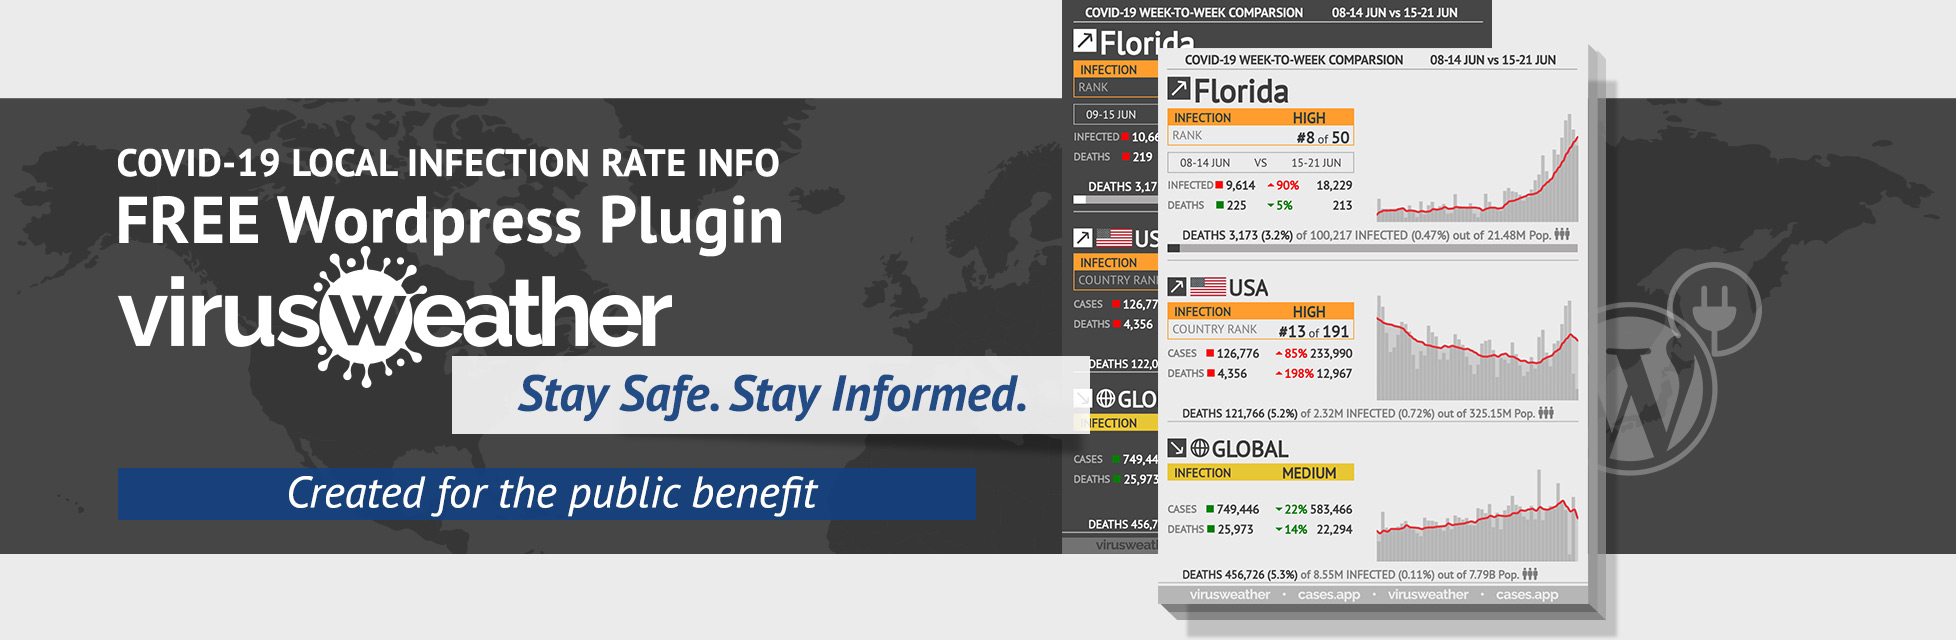 COVID-19 LOCAL INFECTION RATE INFO
FREE Wordpress Plugin
virusweather
Stay Safe. Stay Informed.
Created for the public benefit
COVID-19 WEEK-TO-WEEK COMPARSION 08-14 JUN vs 15-21 JUN
Florida
INFECTION
RANK
09-15 JUN
INFECTED 10,66
DEATHS 219
DEATHS 3,17
US
INFECTION
COUNTRY RAN
CASES 126,77
DEATHS 4,356
DEATHS 122,0
GLO
INFECTION
CASES 749,44
DEATHS 25,973
DEATHS 456,7
virusweat
COVID-19 WEEK-TO-WEEK COMPARSION 08-14 JUN vs 15-21 JUN
Florida
INFECTION HIGH
RANK #8 of 50
08-14 JUN VS 15-21 JUN
INFECTED 9,614 90% 18,229
DEATHS 225 5% 213
DEATHS 3,173 (3.2%) of 100,217 INFECTED (0.47%) out of 21.48M Pop.
USA
INFECTION HIGH
COUNTRY RANK #13 of 191
CASES 126,776 85% 233,990
DEATHS 4,356 198% 12,967
DEATHS 121,766 (5.2%) of 2.32M INFECTED (0.72%) out of 325.15M Pop.
GLOBAL
INFECTION MEDIUM
CASES 749,446 22% 583,466
DEATHS 25,973 14% 22,294
DEATHS 456,726 (5.3%) of 8.55M INFECTED (0.11%) out of 7.79B Pop.
virusweather • cases.app • virusweather • cases.app